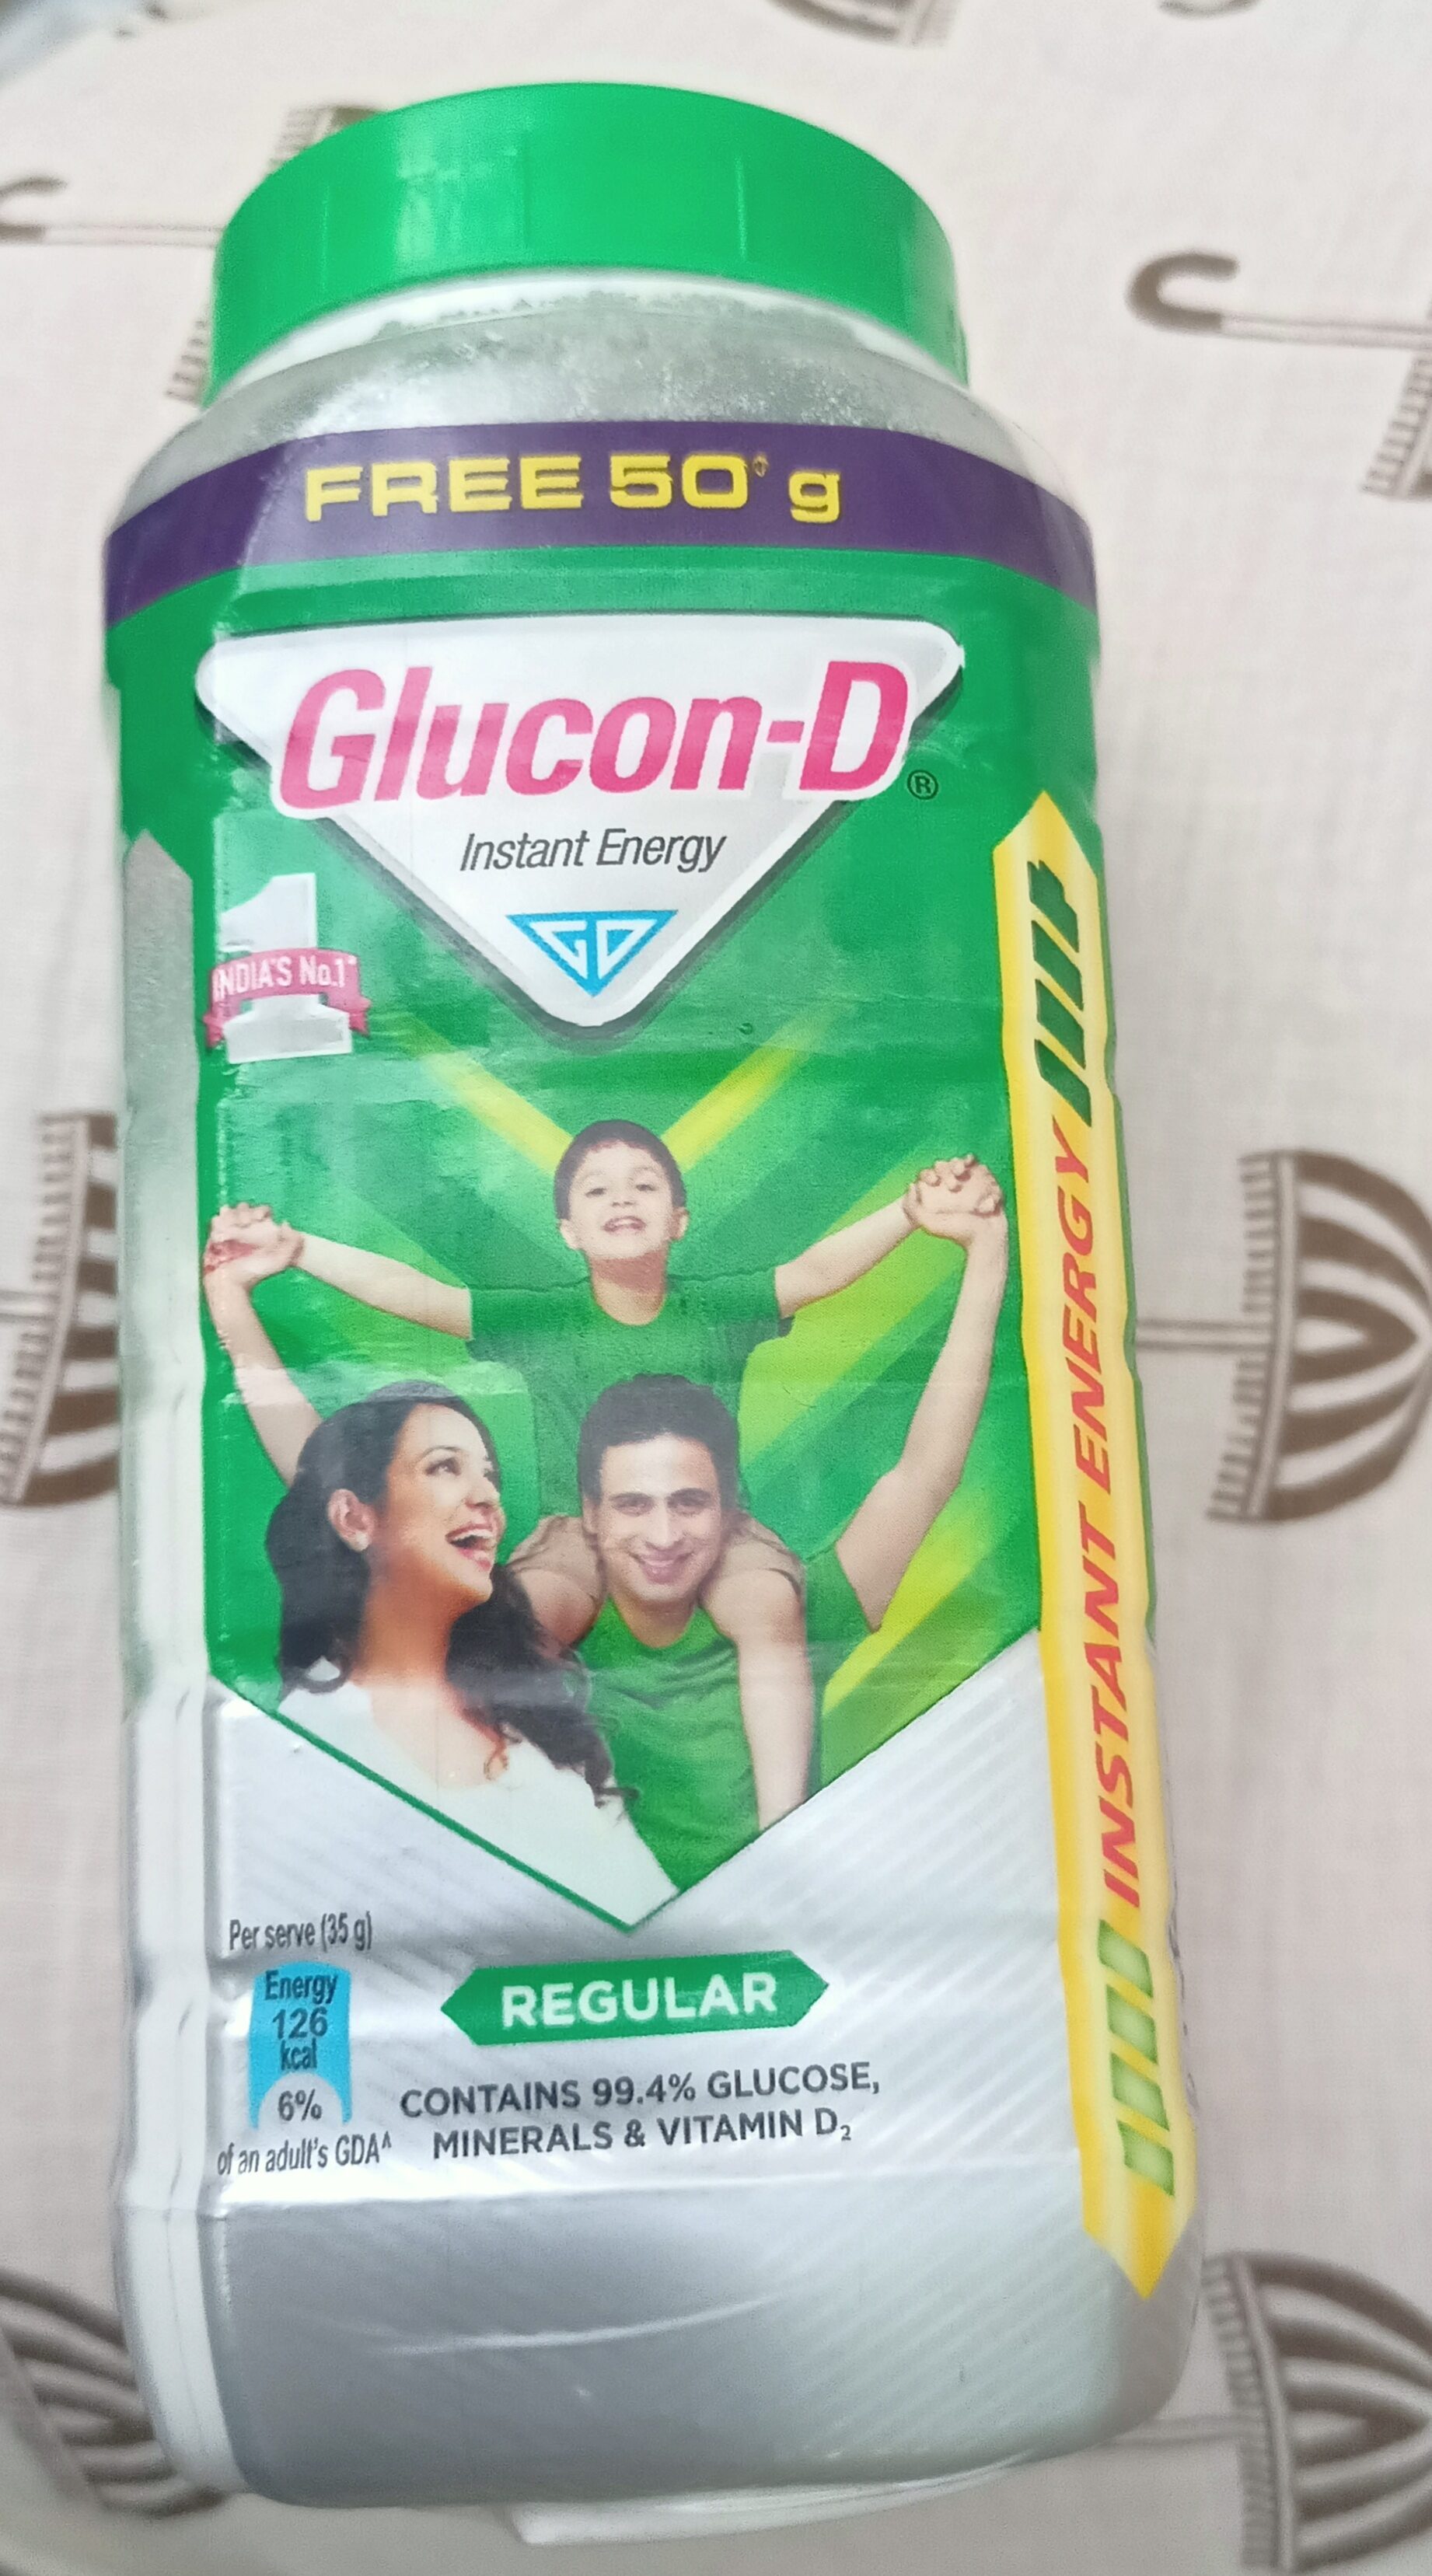 FREE 50 g
Glucon-D®
Instant Energy
GD
1
INDIA'S No.1*
INSTANT ENERGY
Per serve (35 g)
Energy
126
kcal
6%
of an adult's GDA^
REGULAR
CONTAINS 99.4% GLUCOSE,
MINERALS & VITAMIN D₂